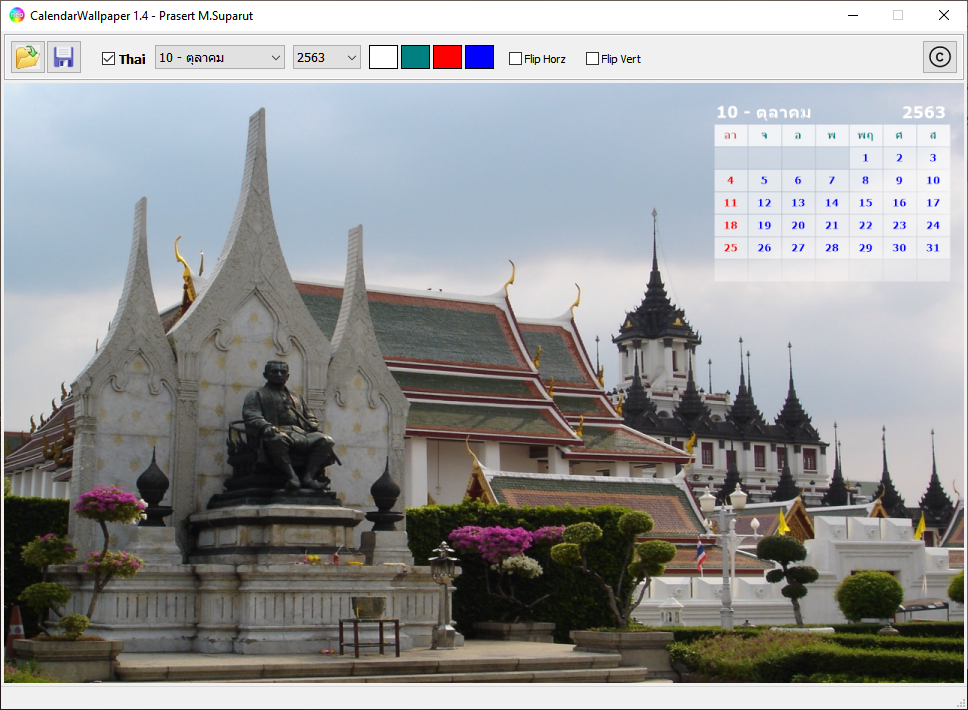 CalendarWallpaper 1.4 - Prasert M.Suparut
Thai 10 - ตุลาคม 2563 Flip Horz Flip Vert ©
10 - ตุลาคม 2563
อา จ อ พ พฤ ศ ส
1 2 3
4 5 6 7 8 9 10
11 12 13 14 15 16 17
18 19 20 21 22 23 24
25 26 27 28 29 30 31